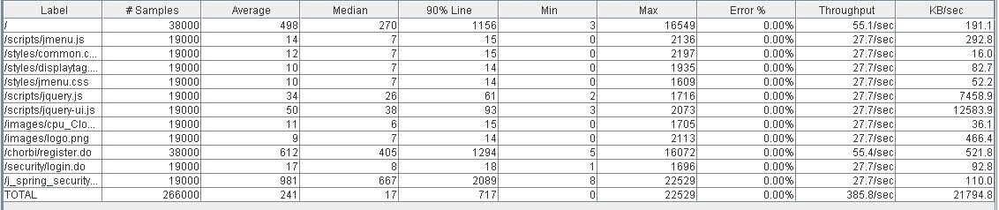 Label # Samples Average Median 90% Line Min Max Error % Throughput KB/sec
/ 38000 498 270 1156 3 16549 0.00% 55.1/sec 191.1
/scripts/jmenu.js 19000 14 7 15 0 2136 0.00% 27.7/sec 292.8
/styles/common.c... 19000 12 7 15 0 2197 0.00% 27.7/sec 16.0
/styles/displaytag.... 19000 10 7 14 0 1935 0.00% 27.7/sec 82.7
/styles/jmenu.css 19000 10 7 14 0 1609 0.00% 27.7/sec 52.2
/scripts/jquery.js 19000 34 26 61 2 1716 0.00% 27.7/sec 7458.9
/scripts/jquery-ui.js 19000 50 38 93 3 2073 0.00% 27.7/sec 12583.9
/images/cpu_Clo... 19000 11 6 15 0 1705 0.00% 27.7/sec 36.1
/images/logo.png 19000 9 7 14 0 2113 0.00% 27.7/sec 466.4
/chorbi/register.do 38000 612 405 1294 5 16072 0.00% 55.4/sec 521.8
/security/login.do 19000 17 8 18 1 1696 0.00% 27.7/sec 92.8
/j_spring_security... 19000 981 667 2089 8 22529 0.00% 27.7/sec 110.0
TOTAL 266000 241 17 717 0 22529 0.00% 385.8/sec 21794.8